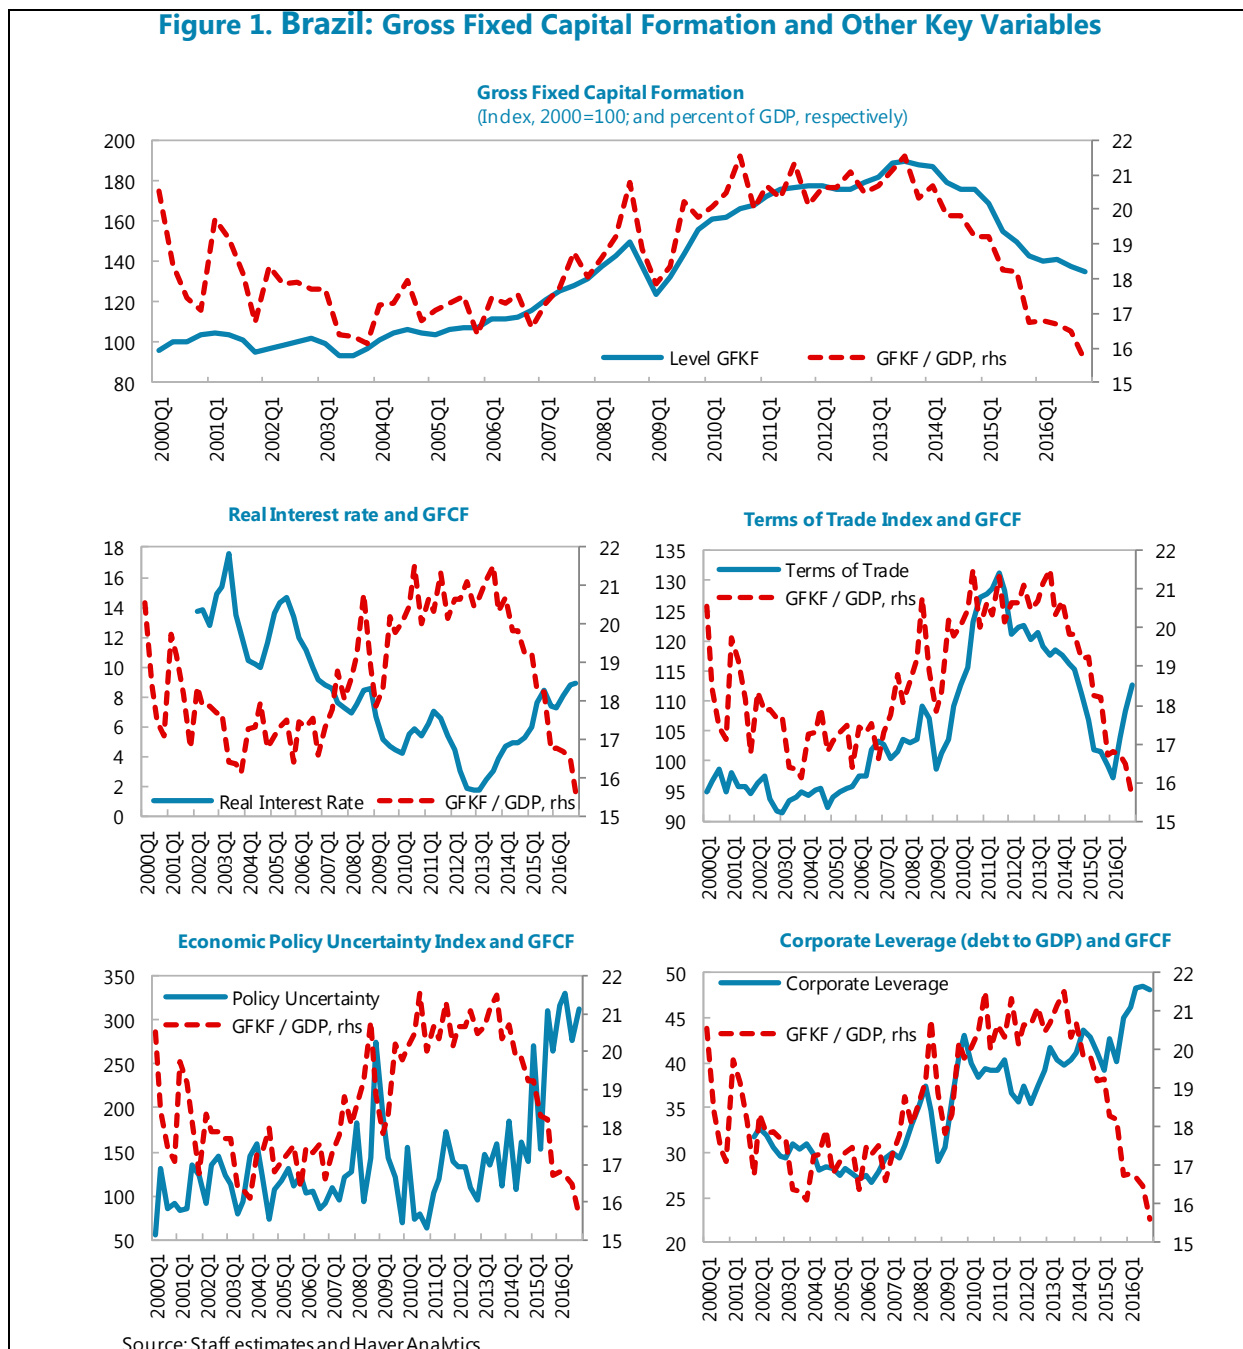 Figure 1. Brazil: Gross Fixed Capital Formation and Other Key Variables
Gross Fixed Capital Formation
(Index, 2000=100; and percent of GDP, respectively)
200
180
160
140
120
100
80
22
21
20
19
18
17
16
15
Level GFKF
GFKF / GDP, rhs
2000Q1
2001Q1
2002Q1
2003Q1
2004Q1
2005Q1
2006Q1
2007Q1
2008Q1
2009Q1
2010Q1
2011Q1
2012Q1
2013Q1
2014Q1
2015Q1
2016Q1
Real Interest rate and GFCF
18
16
14
12
10
8
6
4
2
0
22
21
20
19
18
17
16
15
Real Interest Rate
GFKF / GDP, rhs
2000Q1
2001Q1
2002Q1
2003Q1
2004Q1
2005Q1
2006Q1
2007Q1
2008Q1
2009Q1
2010Q1
2011Q1
2012Q1
2013Q1
2014Q1
2015Q1
2016Q1
Terms of Trade Index and GFCF
135
130
125
120
115
110
105
100
95
90
22
21
20
19
18
17
16
15
Terms of Trade
GFKF / GDP, rhs
2000Q1
2001Q1
2002Q1
2003Q1
2004Q1
2005Q1
2006Q1
2007Q1
2008Q1
2009Q1
2010Q1
2011Q1
2012Q1
2013Q1
2014Q1
2015Q1
2016Q1
Economic Policy Uncertainty Index and GFCF
350
300
250
200
150
100
50
22
21
20
19
18
17
16
15
Policy Uncertainty
GFKF / GDP, rhs
2000Q1
2001Q1
2002Q1
2003Q1
2004Q1
2005Q1
2006Q1
2007Q1
2008Q1
2009Q1
2010Q1
2011Q1
2012Q1
2013Q1
2014Q1
2015Q1
2016Q1
Corporate Leverage (debt to GDP) and GFCF
50
45
40
35
30
25
20
22
21
20
19
18
17
16
15
Corporate Leverage
GFKF / GDP, rhs
2000Q1
2001Q1
2002Q1
2003Q1
2004Q1
2005Q1
2006Q1
2007Q1
2008Q1
2009Q1
2010Q1
2011Q1
2012Q1
2013Q1
2014Q1
2015Q1
2016Q1
Source: Staff estimates and Haver Analytics